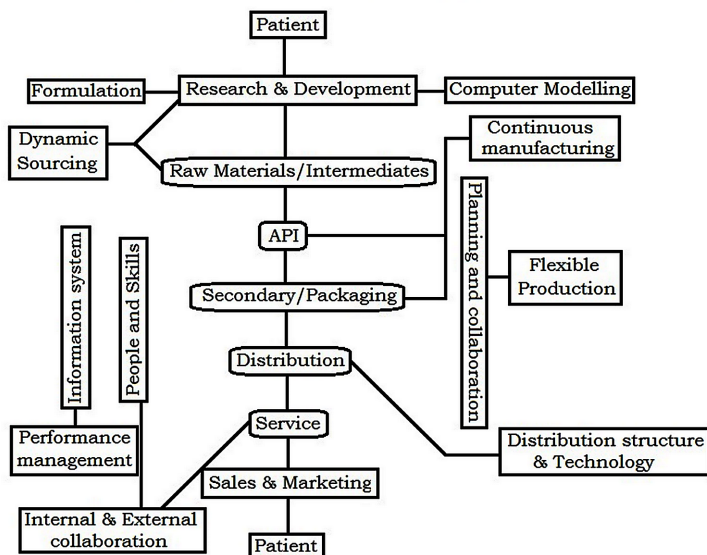 Patient
Formulation
Research & Development
Computer Modelling
Dynamic
Sourcing
Continuous
manufacturing
Raw Materials/Intermediates
API
Planning and collaboration
Flexible
Production
Information system
People and Skills
Secondary/Packaging
Distribution
Service
Performance
management
Distribution structure
& Technology
Sales & Marketing
Internal & External
collaboration
Patient